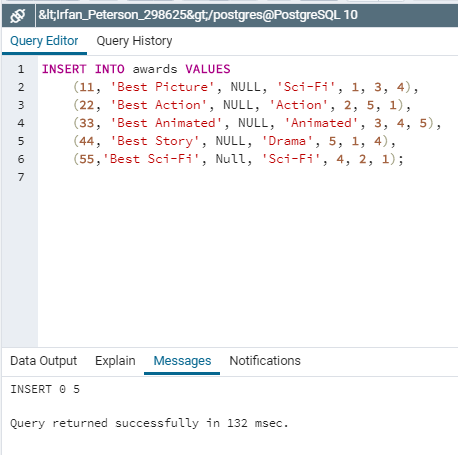 &lt;Irfan_Peterson_298625&gt;/postgres@PostgreSQL 10
Query Editor Query History
1 INSERT INTO awards VALUES
2 (11, 'Best Picture', NULL, 'Sci-Fi', 1, 3, 4),
3 (22, 'Best Action', NULL, 'Action', 2, 5, 1),
4 (33, 'Best Animated', NULL, 'Animated', 3, 4, 5),
5 (44, 'Best Story', NULL, 'Drama', 5, 1, 4),
6 (55,'Best Sci-Fi', Null, 'Sci-Fi', 4, 2, 1);
7
Data Output Explain Messages Notifications
INSERT 0 5
Query returned successfully in 132 msec.